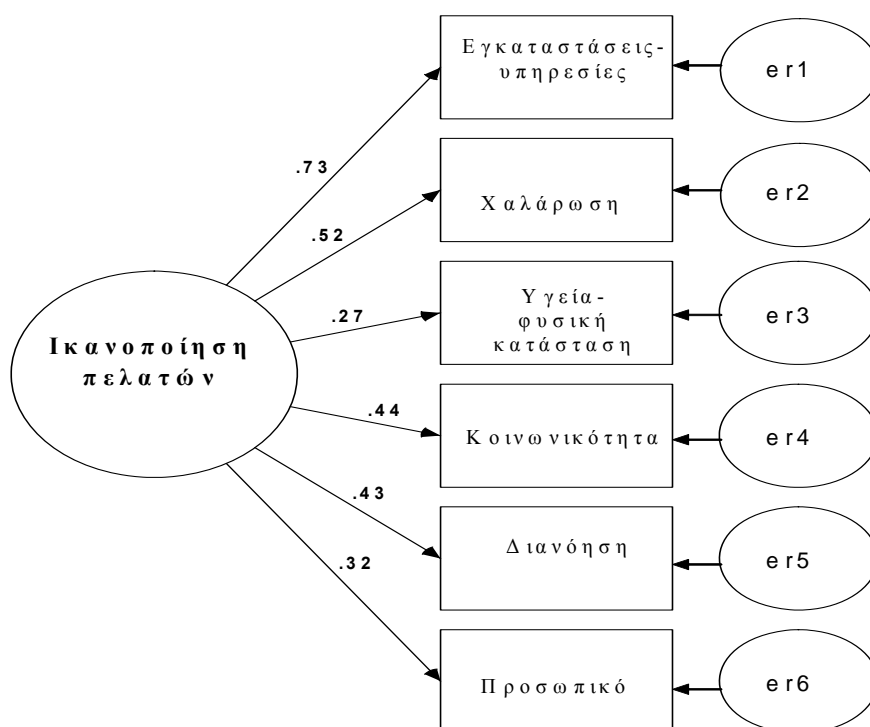 Εγκαταστάσεις-
υπηρεσίες
er1
.73
Χαλάρωση
er2
.52
Υγεία-
φυσική
κατάσταση
er3
.27
Ικανοποίηση
πελατών
.44
Κοινωνικότητα
er4
.43
Διανόηση
er5
.32
Προσωπικό
er6